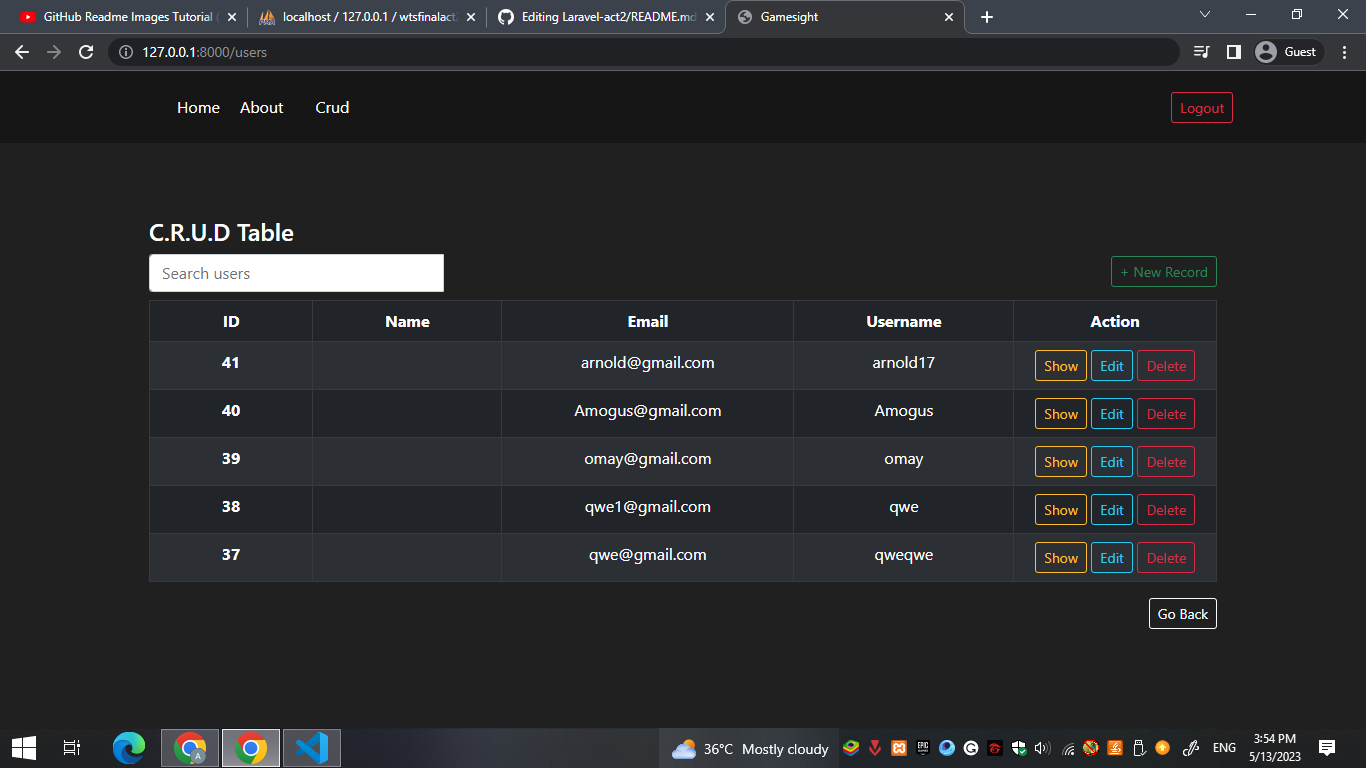 GitHub Readme Images Tutorial
localhost / 127.0.0.1 / wtsfinalact
Editing Laravel-act2/README.md
Gamesight
127.0.0.1:8000/users
Guest
Home About Crud
Logout
C.R.U.D Table
Search users
+ New Record
ID Name Email Username Action
41 arnold@gmail.com arnold17 Show Edit Delete
40 Amogus@gmail.com Amogus Show Edit Delete
39 omay@gmail.com omay Show Edit Delete
38 qwe1@gmail.com qwe Show Edit Delete
37 qwe@gmail.com qweqwe Show Edit Delete
Go Back
36°C Mostly cloudy
ENG
3:54 PM
5/13/2023